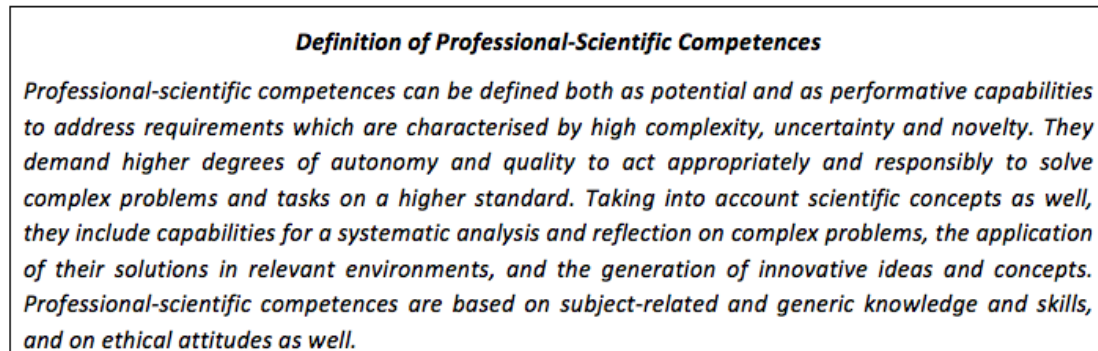 Definition of Professional-Scientific Competences
Professional-scientific competences can be defined both as potential and as performative capabilities
to address requirements which are characterised by high complexity, uncertainty and novelty. They
demand higher degrees of autonomy and quality to act appropriately and responsibly to solve
complex problems and tasks on a higher standard. Taking into account scientific concepts as well,
they include capabilities for a systematic analysis and reflection on complex problems, the application
of their solutions in relevant environments, and the generation of innovative ideas and concepts.
Professional-scientific competences are based on subject-related and generic knowledge and skills,
and on ethical attitudes as well.